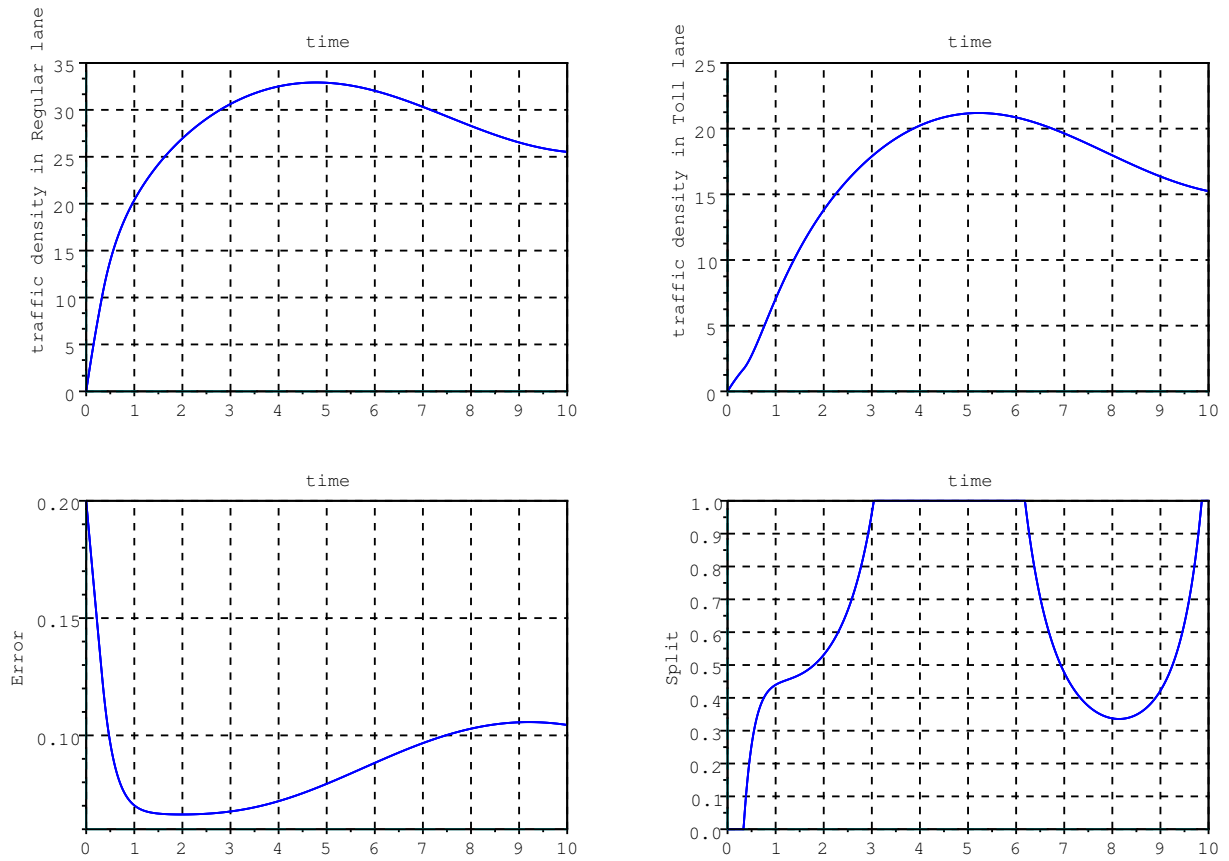 time
traffic density in Regular lane
35
30
25
20
15
10
5
0
0 1 2 3 4 5 6 7 8 9 10
time
traffic density in Toll lane
25
20
15
10
5
0
0 1 2 3 4 5 6 7 8 9 10
time
Error
0.20
0.15
0.10
0 1 2 3 4 5 6 7 8 9 10
time
Split
1.0
0.9
0.8
0.7
0.6
0.5
0.4
0.3
0.2
0.1
0.0
0 1 2 3 4 5 6 7 8 9 10